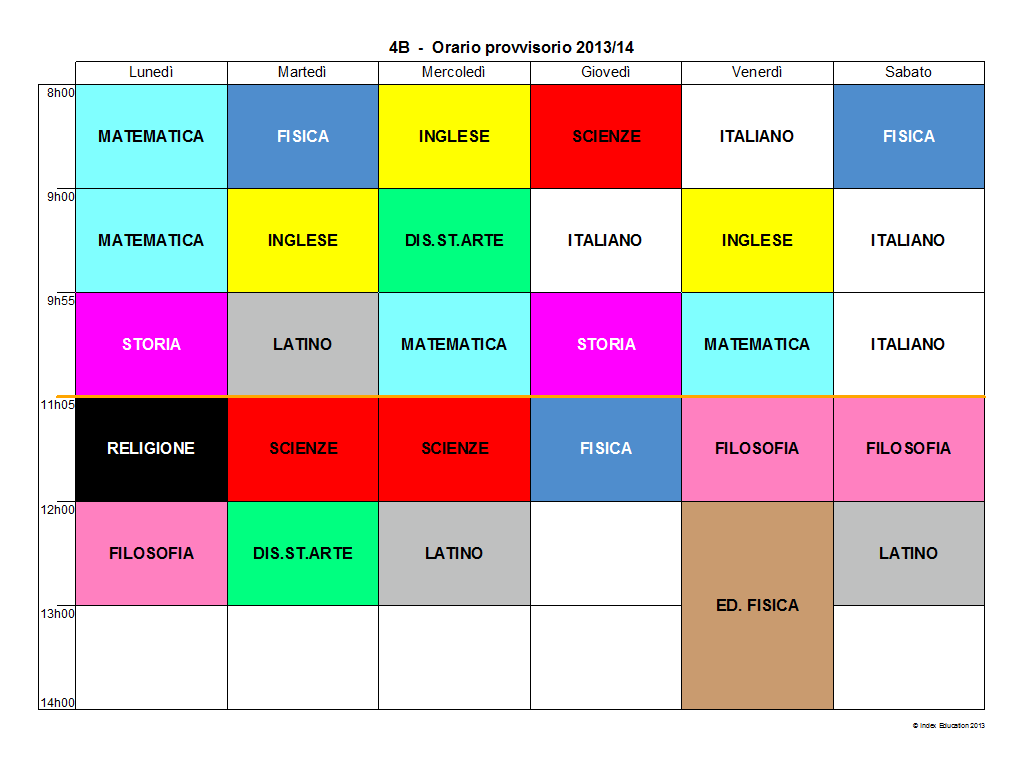 4B - Orario provvisorio 2013/14
Lunedì Martedì Mercoledì Giovedì Venerdì Sabato
8h00
MATEMATICA FISICA INGLESE SCIENZE ITALIANO FISICA
9h00
MATEMATICA INGLESE DIS.ST.ARTE ITALIANO INGLESE ITALIANO
9h55
STORIA LATINO MATEMATICA STORIA MATEMATICA ITALIANO
11h05
RELIGIONE SCIENZE SCIENZE FISICA FILOSOFIA FILOSOFIA
12h00
FILOSOFIA DIS.ST.ARTE LATINO LATINO
ED. FISICA
13h00
14h00
© Index Education 2013